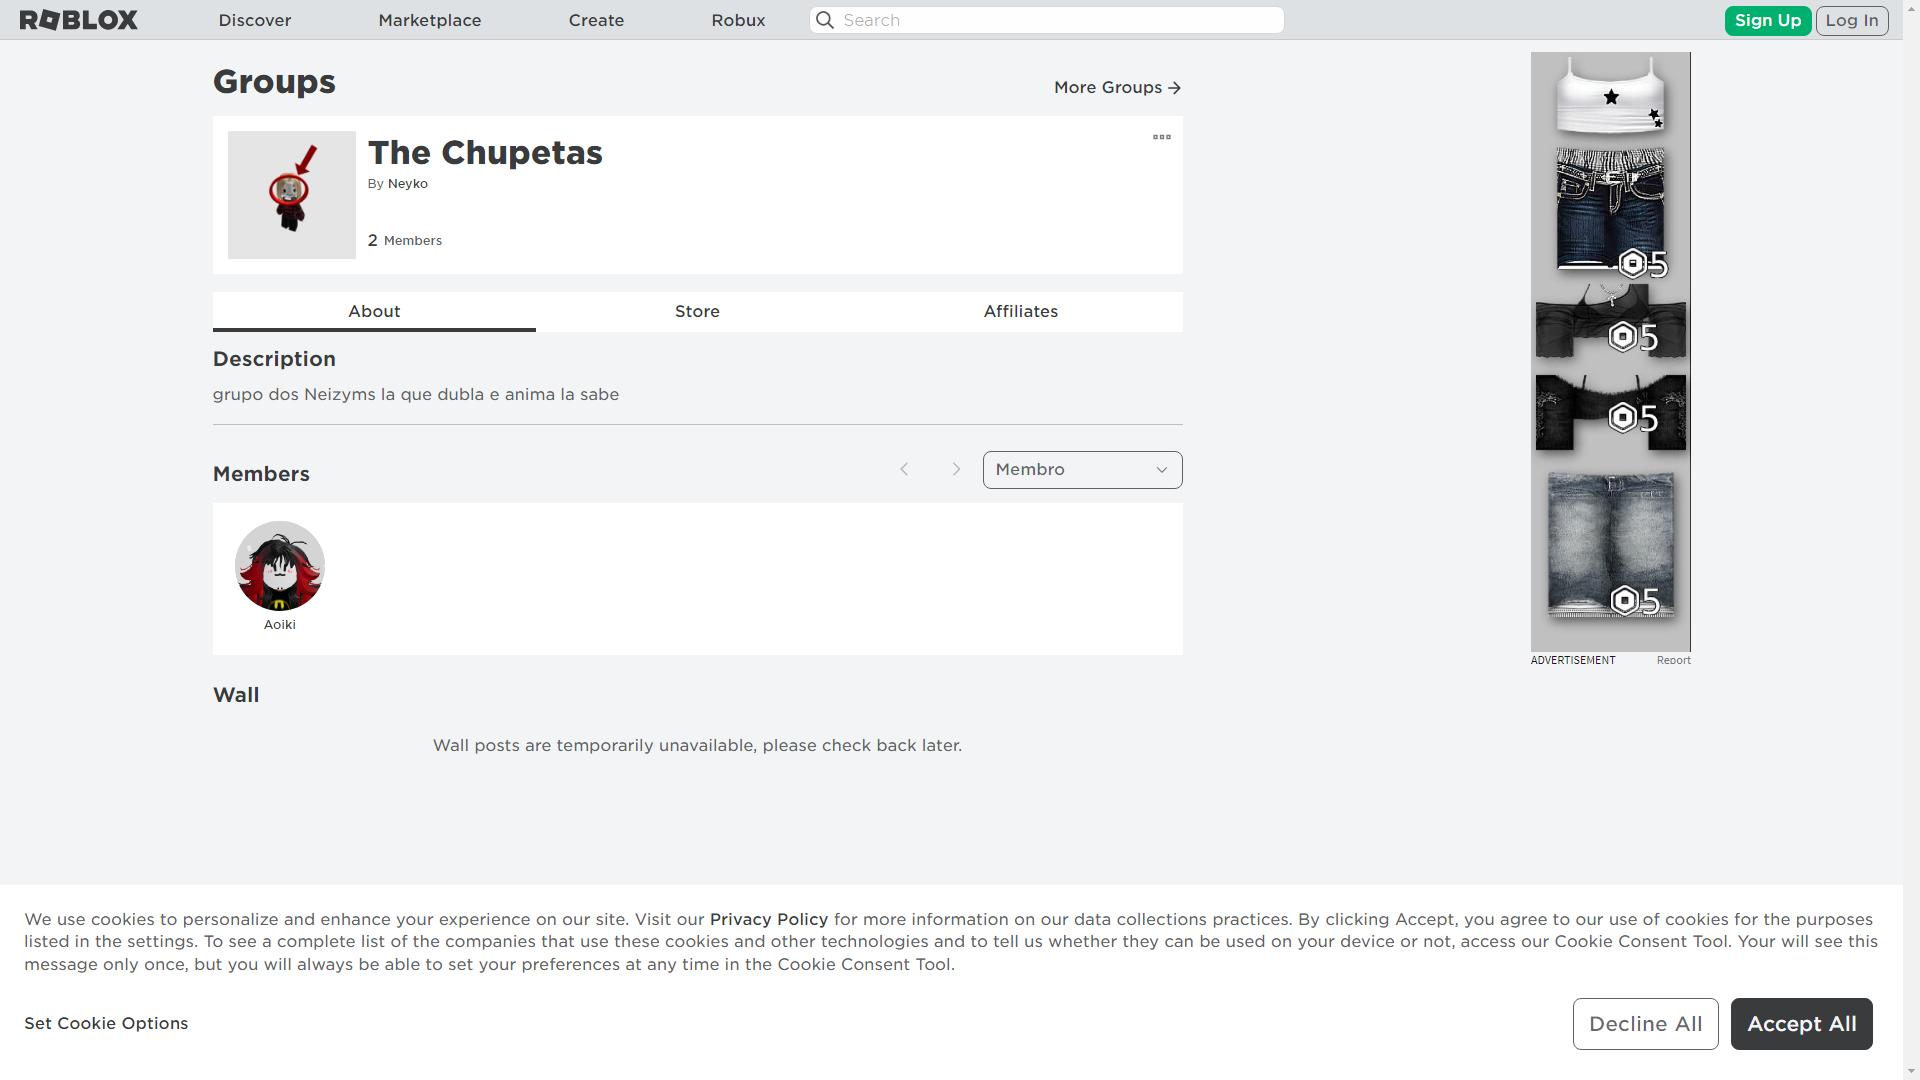 ROBLOX
Discover
Marketplace
Create
Robux
Search
Sign Up
Log In
Groups
More Groups
The Chupetas
By Neyko
2 Members
About
Store
Affiliates
Description
grupo dos Neizyms la que dubla e anima la sabe
Members
Membro
Aoiki
Wall
Wall posts are temporarily unavailable, please check back later.
5
5
5
5
ADVERTISEMENT
Report
We use cookies to personalize and enhance your experience on our site. Visit our Privacy Policy for more information on our data collections practices. By clicking Accept, you agree to our use of cookies for the purposes
listed in the settings. To see a complete list of the companies that use these cookies and other technologies and to tell us whether they can be used on your device or not, access our Cookie Consent Tool. Your will see this
message only once, but you will always be able to set your preferences at any time in the Cookie Consent Tool.
Set Cookie Options
Decline All
Accept All